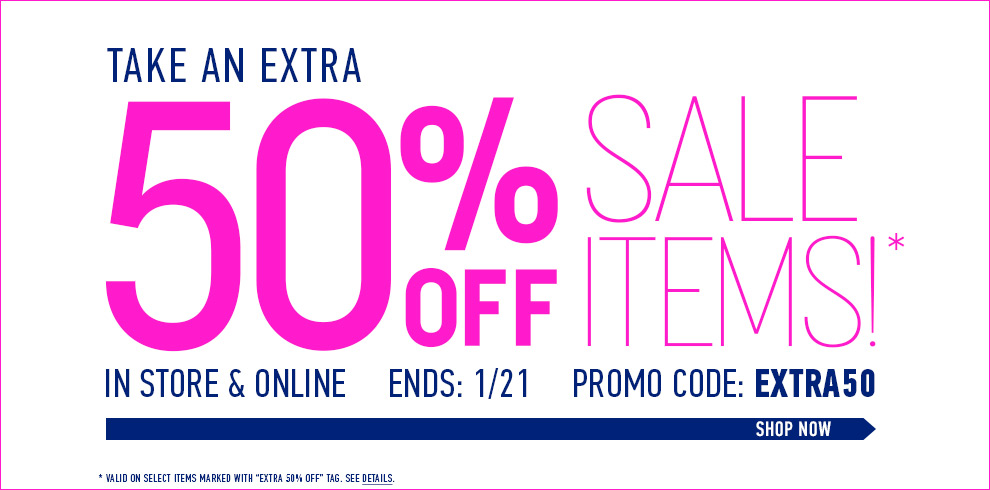 TAKE AN EXTRA
50% OFF
SALE
ITEMS!*
IN STORE & ONLINE ENDS: 1/21 PROMO CODE: EXTRA50
SHOP NOW
* VALID ON SELECT ITEMS MARKED WITH "EXTRA 50% OFF" TAG. SEE DETAILS.